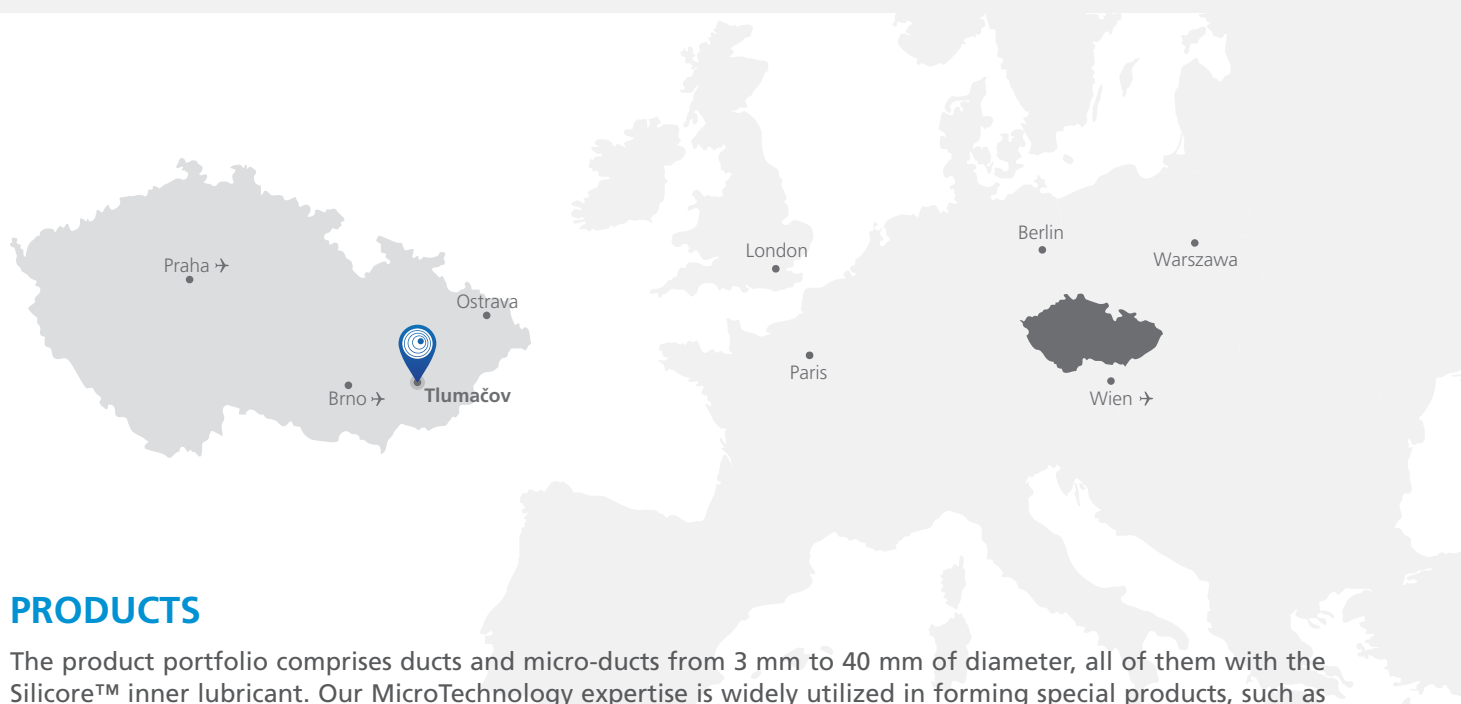 London
Berlin
Warszawa
Praha
Ostrava
Paris
Brno
Tlumačov
Wien
PRODUCTS
The product portfolio comprises ducts and micro-ducts from 3 mm to 40 mm of diameter, all of them with the
Silicore™ inner lubricant. Our MicroTechnology expertise is widely utilized in forming special products, such as